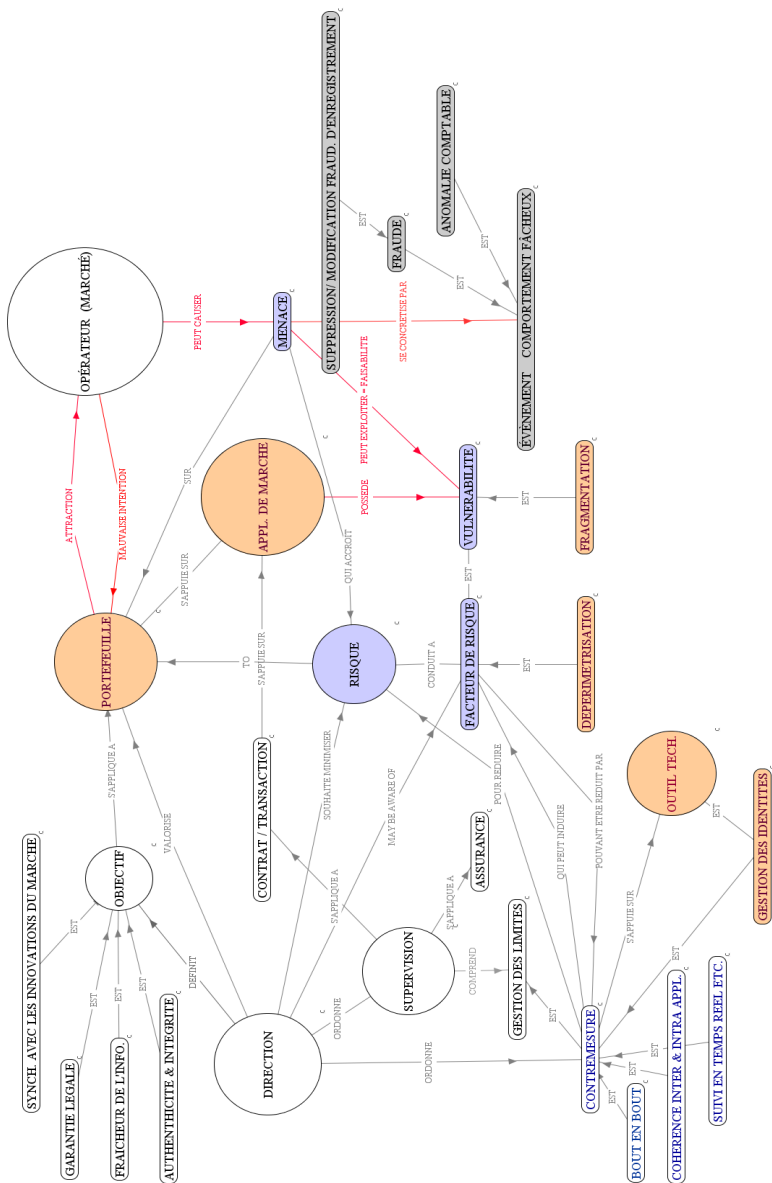 SYNCH. AVEC LES INNOVATIONS DU MARCHE
GARANTIE LEGALE
EST
ATTRACTION
EST
PORTEFEUILLE
S'APPLIQUE A
OBJECTIF
EST
FRAICHEUR DE L'INFO.
OPÉRATEUR (MARCHÉ)
MAUVAISE INTENTION
EST
AUTHENTHICITE & INTEGRITE
VALORISE
S'APPUIE SUR
SUR
DEFINIT
PEUT CAUSER
TO
APPL. DE MARCHE
S'APPUIE SUR
CONTRAT / TRANSACTION
DIRECTION
MENACE
SOUHAITE MINIMISER
SUPPRESSION/ MODIFICATION FRAUD. D'ENREGISTREMENT
S'APPLIQUE A
ORDONNE
QUI ACCROIT
RISQUE
EST
PEUT EXPLOITER = FAISABILITE
POSSEDE
MAY BE AWARE OF
FRAUDE
SE CONCRETISE PAR
SUPERVISION
CONDUIT A
ORDONNE
ANOMALIE COMPTABLE
S'APPLIQUE A
EST
VULNERABILITE
EST
FACTEUR DE RISQUE
COMPREND
ASSURANCE
EST
POUR REDUIRE
GESTION DES LIMITES
ÉVÈNEMENT COMPORTEMENT FÂCHEUX
EST
EST
EST
QUI PEUT INDUIRE
FRAGMENTATION
DEPERIMETRISATION
CONTREMESURE
POUVANT ETRE REDUIT PAR
EST
S'APPUIE SUR
EST
BOUT EN BOUT
EST
OUTIL TECH.
EST
COHERENCE INTER & INTRA APPL.
EST
SUIVI EN TEMPS REEL ETC.
GESTION DES IDENTITES